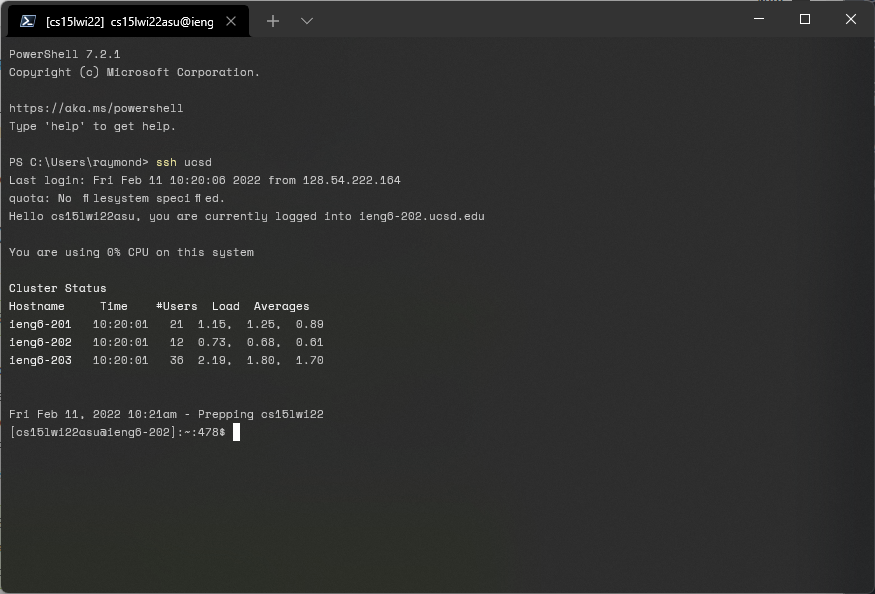 [cs15lwi22] cs15lwi22asu@ieng
PowerShell 7.2.1
Copyright (c) Microsoft Corporation.
https://aka.ms/powershell
Type 'help' to get help.
PS C:\Users\raymond> ssh ucsd
Last login: Fri Feb 11 10:20:06 2022 from 128.54.222.164
quota: No filesystem specified.
Hello cs15lwi22asu, you are currently logged into ieng6-202.ucsd.edu
You are using 0% CPU on this system
Cluster Status
Hostname     Time    #Users  Load  Averages
ieng6-201   10:20:01   21  1.15,  1.25,  0.89
ieng6-202   10:20:01   12  0.73,  0.68,  0.61
ieng6-203   10:20:01   36  2.19,  1.80,  1.70
Fri Feb 11, 2022 10:21am - Prepping cs15lwi22
[cs15lwi22asu@ieng6-202]:~:478$